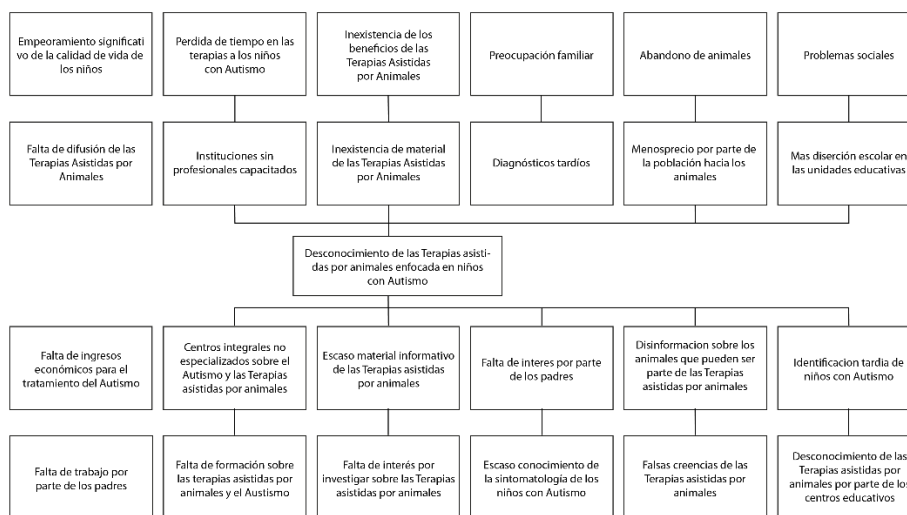 Empeoramiento significati
vo de la calidad de vida de
los niños
Perdida de tiempo en las
terapias a los niños
con Autismo
Inexistencia de los
beneficios de las
Terapias Asistidas
por Animales
Preocupación familiar
Abandono de animales
Problemas sociales
Falta de difusión de las
Terapias Asistidas por
Animales
Instituciones sin
profesionales capacitados
Inexistencia de material
de las Terapias Asistidas
por Animales
Diagnósticos tardíos
Menosprecio por parte de
la población hacia los
animales
Mas diserción escolar en
las unidades educativas
Desconocimiento de las Terapias asisti-
das por animales enfocada en niños
con Autismo
Falta de ingresos
económicos para el
tratamiento del Autismo
Centros integrales no
especializados sobre el
Autismo y las Terapias
asistidas por animales
Escaso material informativo
de las Terapias asistidas
por animales
Falta de interes por parte
de los padres
Disinformacion sobre los
animales que pueden ser
parte de las Terapias
asistidas por animales
Identificacion tardia de
niños con Autismo
Falta de trabajo por
parte de los padres
Falta de formación sobre
las terapias asistidas por
animales y el Austismo
Falta de interés por
investigar sobre las Terapias
asistidas por animales
Escaso conocimiento de
la sintomatología de los
niños con Autismo
Falsas creencias de las
Terapias asistidas por
animales
Desconocimiento de las
Terapias asistidas por
animales por parte de los
centros educativos